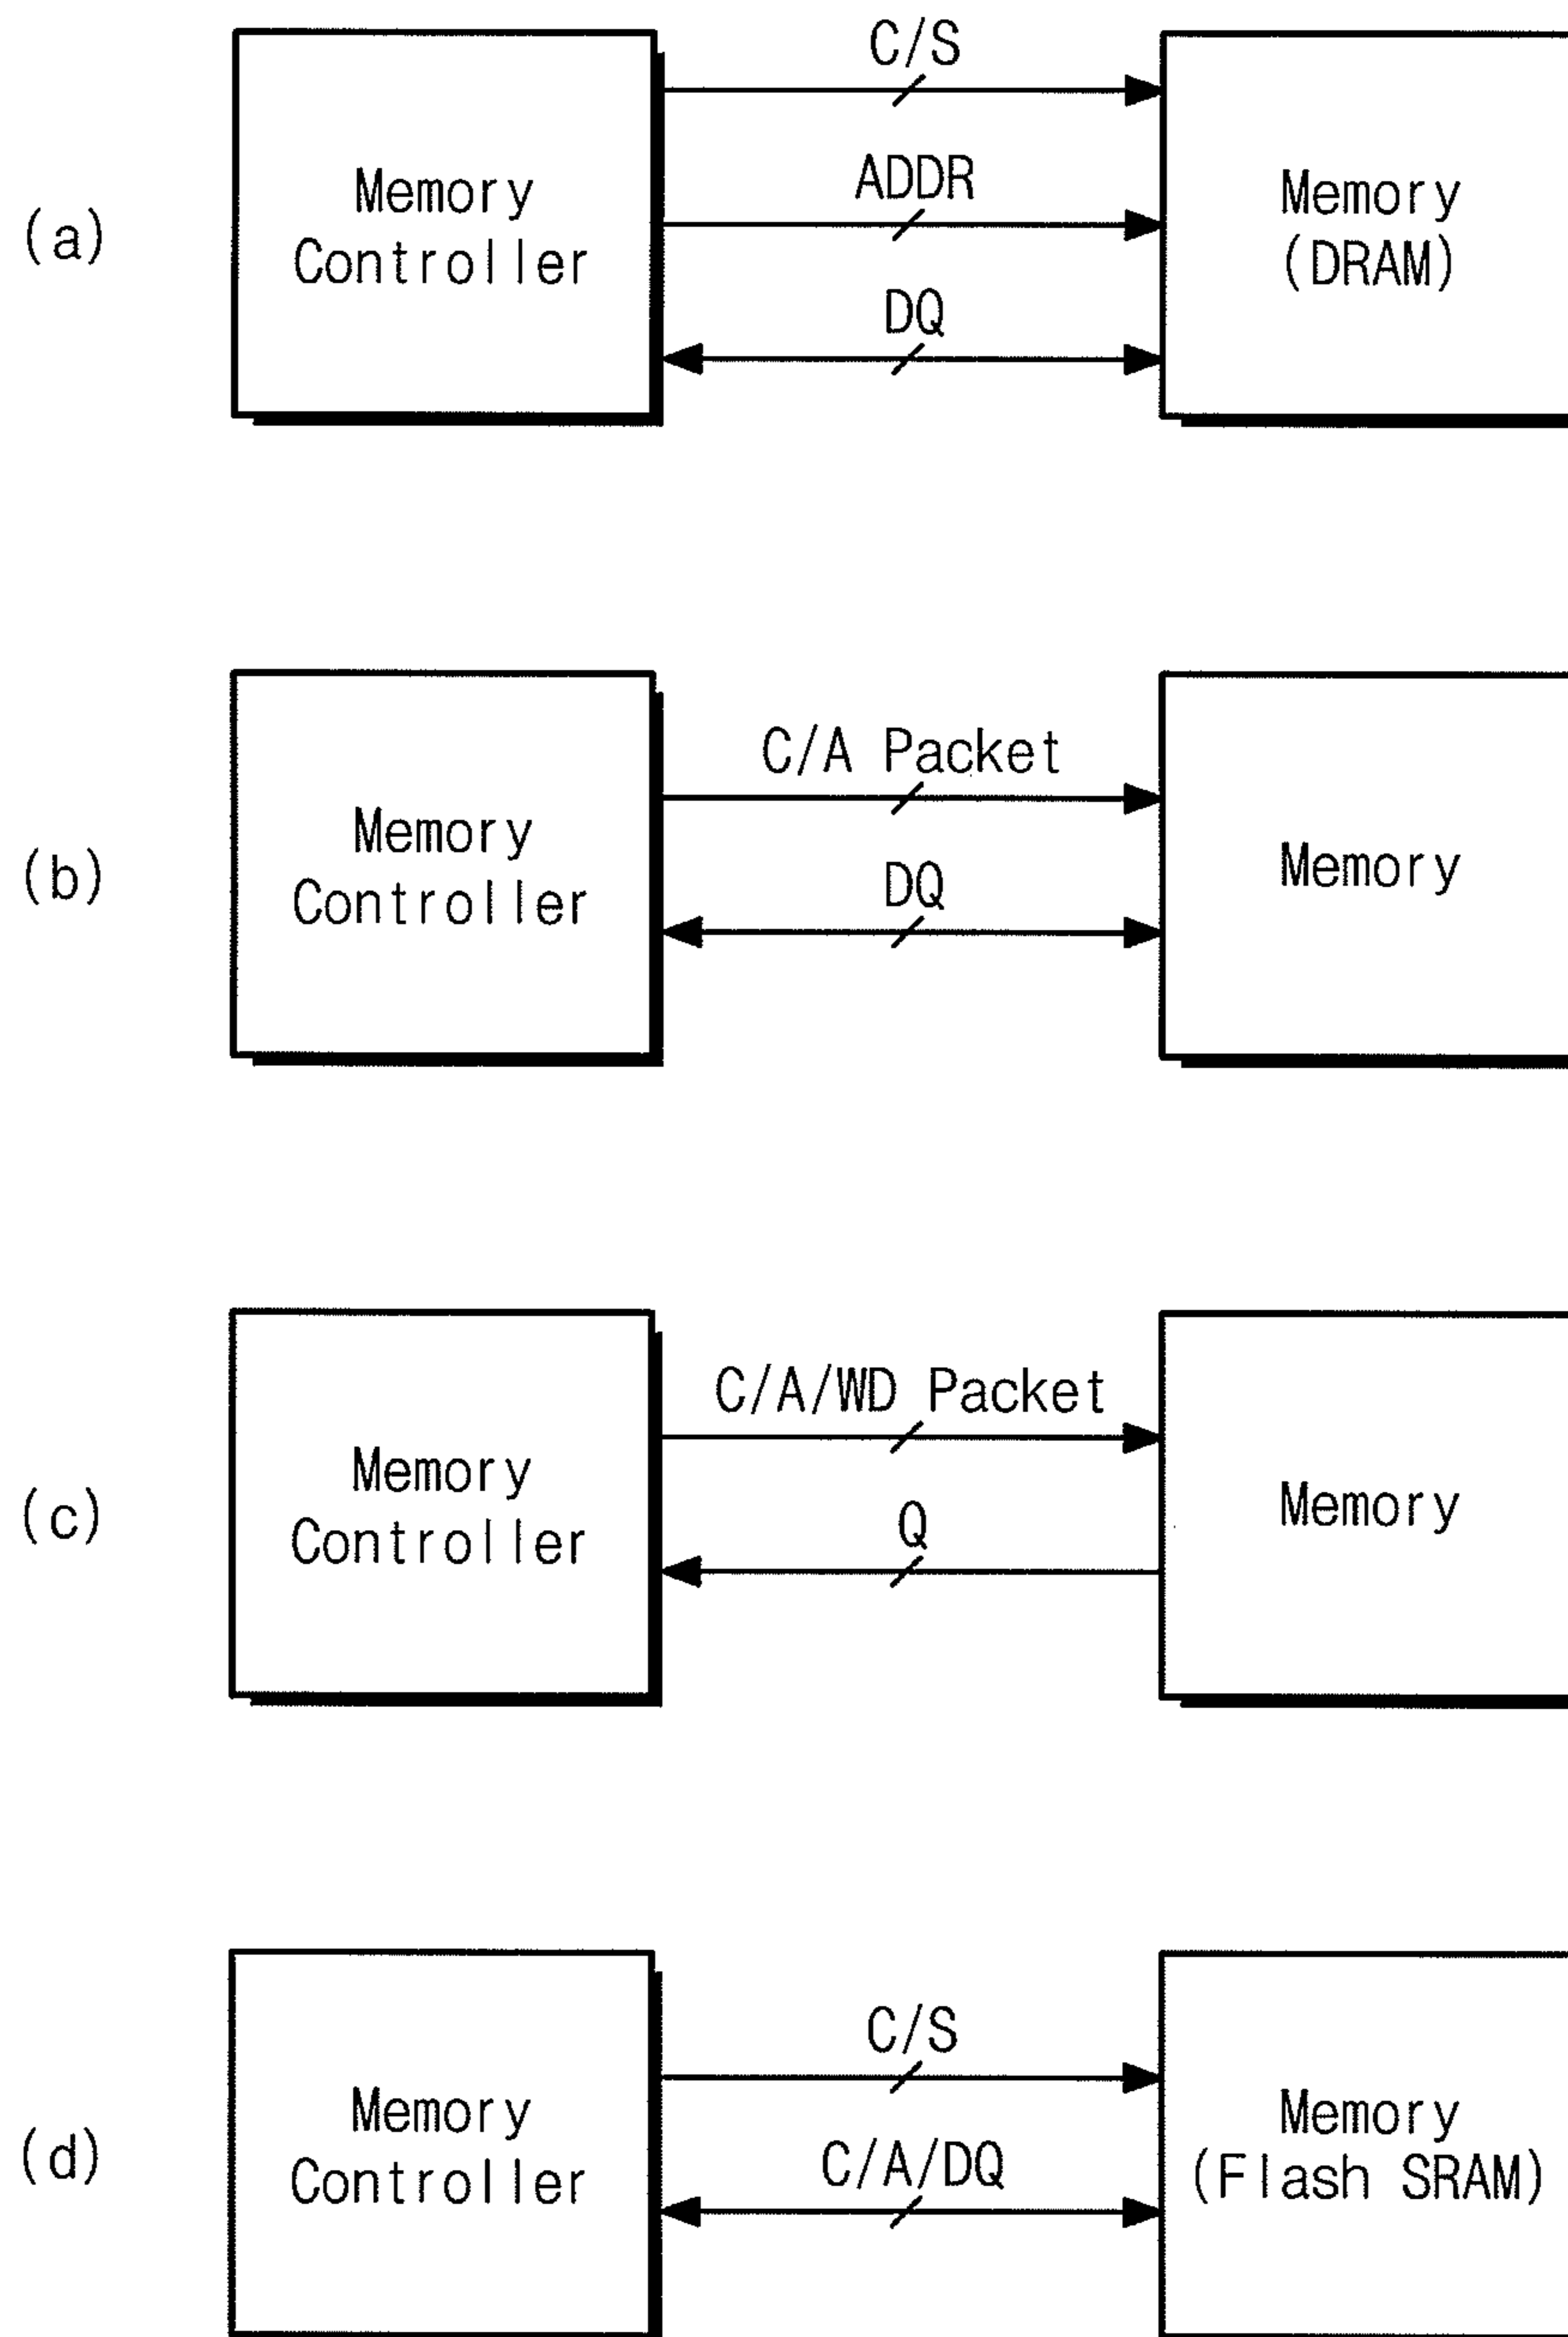 (a)
Memory
Controller
C/S
ADDR
DQ
Memory
(DRAM)
(b)
Memory
Controller
C/A Packet
DQ
Memory
(c)
Memory
Controller
C/A/WD Packet
Q
Memory
(d)
Memory
Controller
C/S
C/A/DQ
Memory
(Flash SRAM)